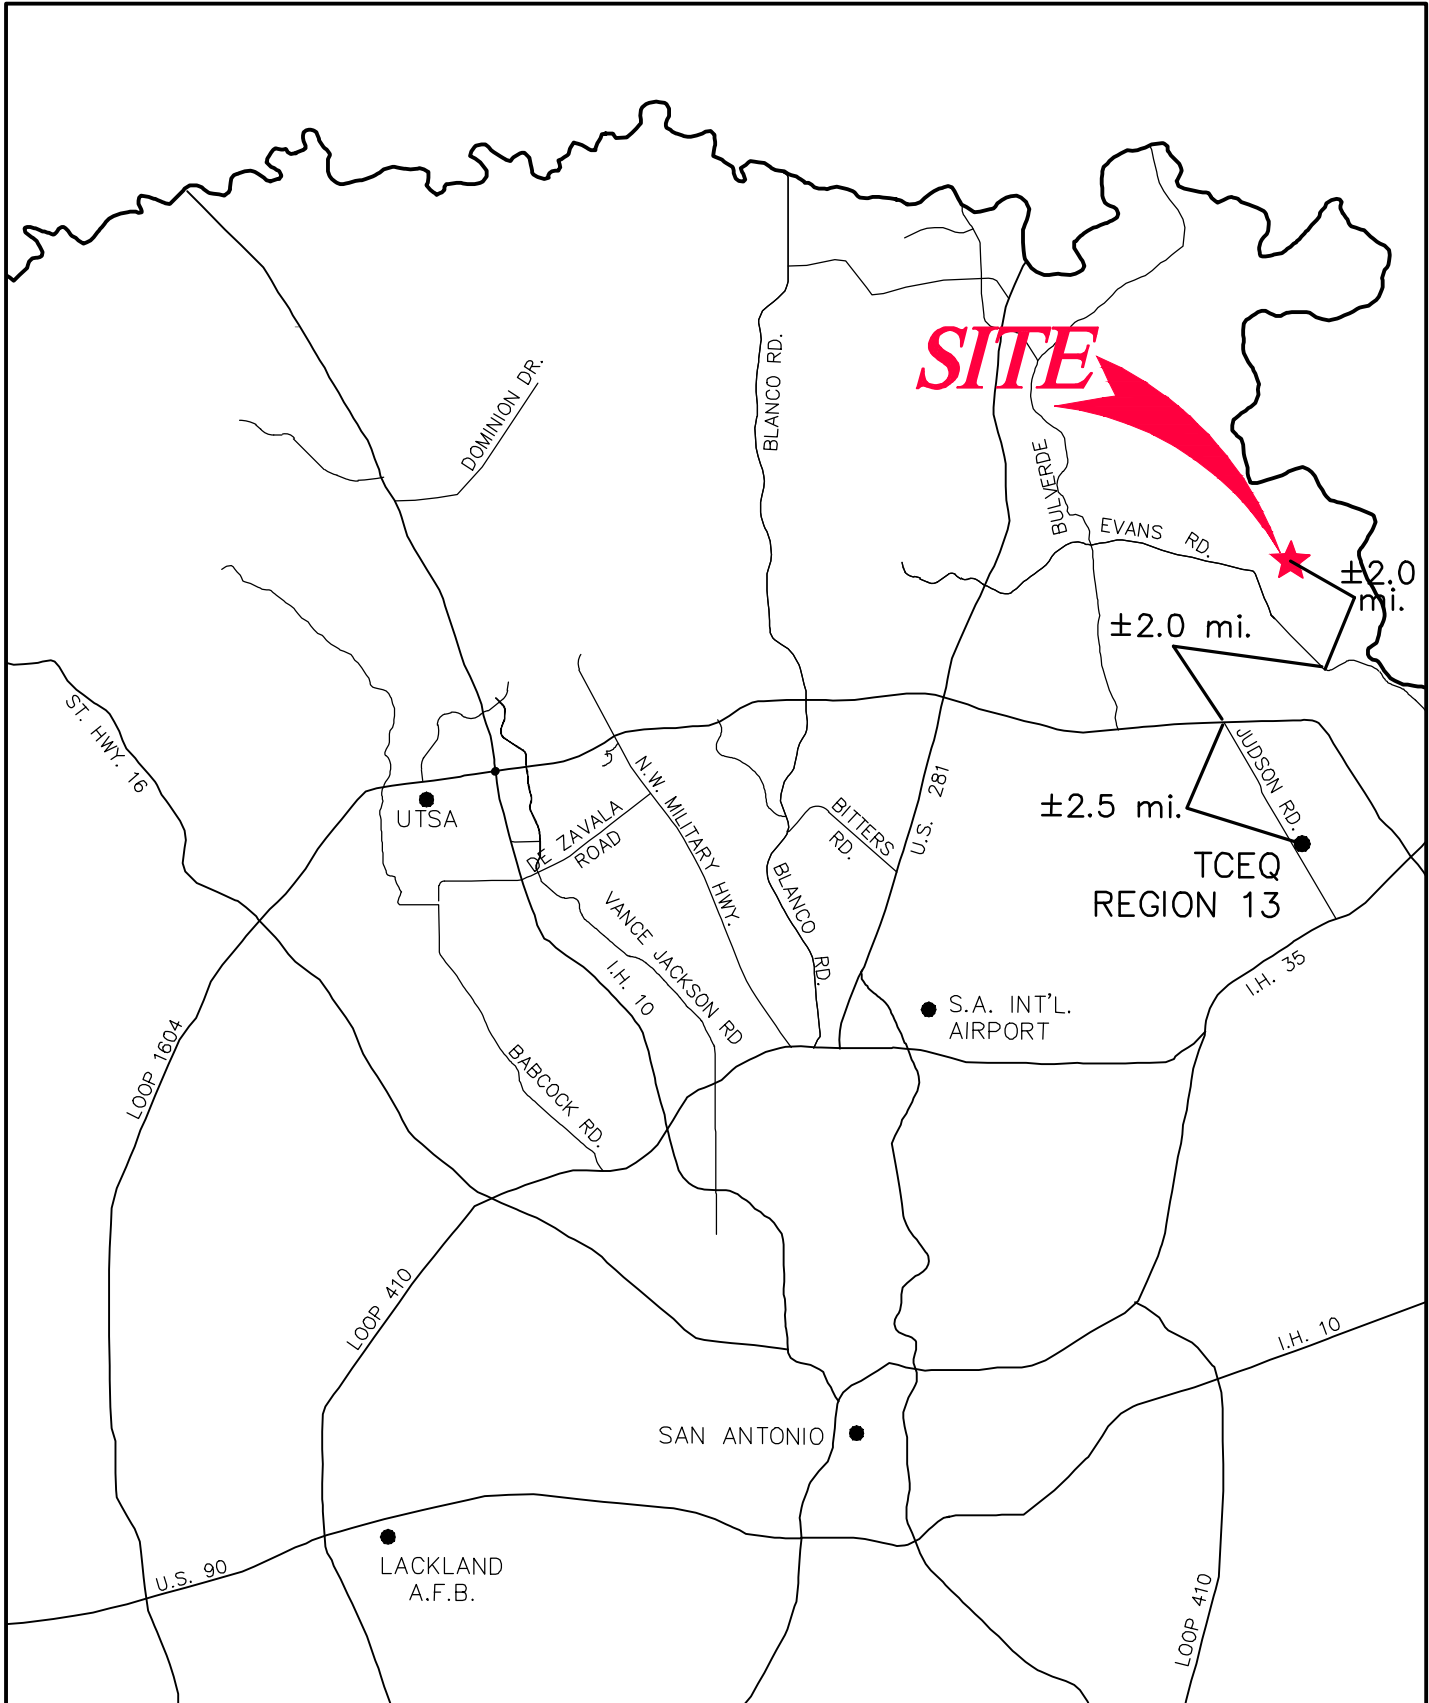 SITE
BLANCO RD.
DOMINION DR.
BULVERDE
EVANS RD.
±2.0
mi.
±2.0 mi.
ST. HWY. 16
JUDSON RD.
N.W. MILITARY HWY.
U.S. 281
UTSA
DE ZAVALA
ROAD
BITTERS
RD.
±2.5 mi.
TCEQ
REGION 13
BLANCO RD.
VANCE JACKSON RD
I.H. 10
I.H. 35
S.A. INT'L.
AIRPORT
LOOP 1604
BABCOCK RD.
LOOP 410
I.H. 10
SAN ANTONIO
LACKLAND
A.F.B.
U.S. 90
LOOP 410